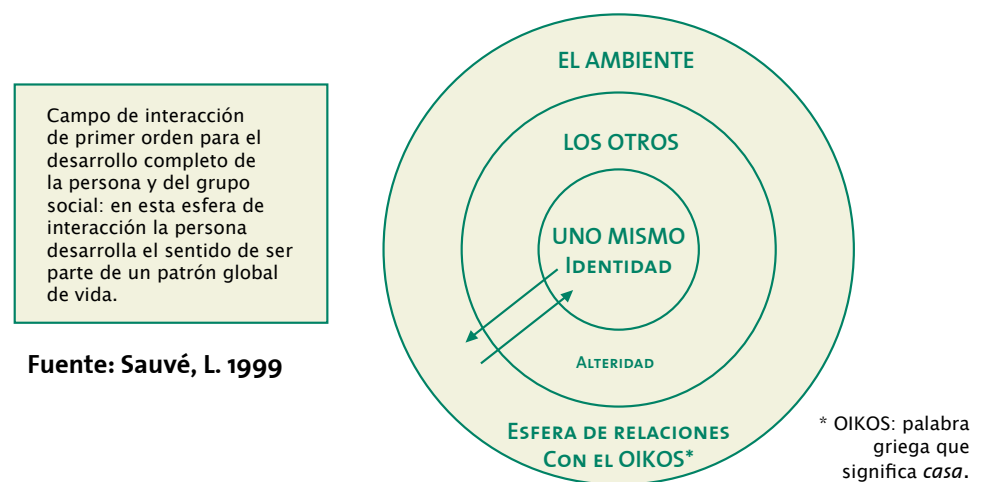 Campo de interacción
de primer orden para el
desarrollo completo de
la persona y del grupo
social: en esta esfera de
interacción la persona
desarrolla el sentido de ser
parte de un patrón global
de vida.
Fuente: Sauvé, L. 1999
EL AMBIENTE
LOS OTROS
UNO MISMO
IDENTIDAD
ALTERIDAD
ESFERA DE RELACIONES
CON EL OIKOS*
* OIKOS: palabra
griega que
significa casa.